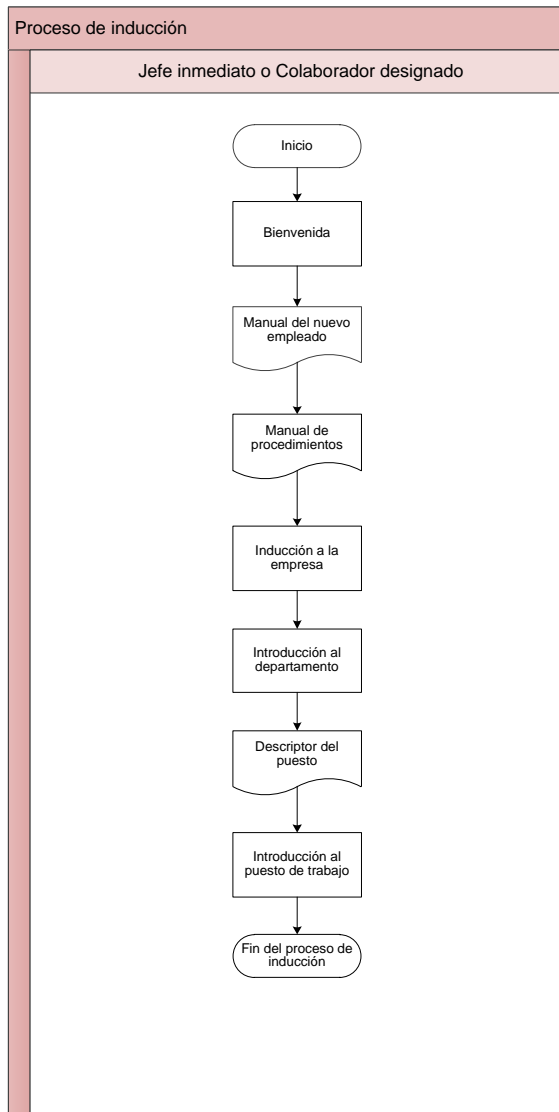 Proceso de inducción
Jefe inmediato o Colaborador designado
Inicio
Bienvenida
Manual del nuevo
empleado
Manual de
procedimientos
Inducción a la
empresa
Introducción al
departamento
Descriptor del
puesto
Introducción al
puesto de trabajo
Fin del proceso de
inducción